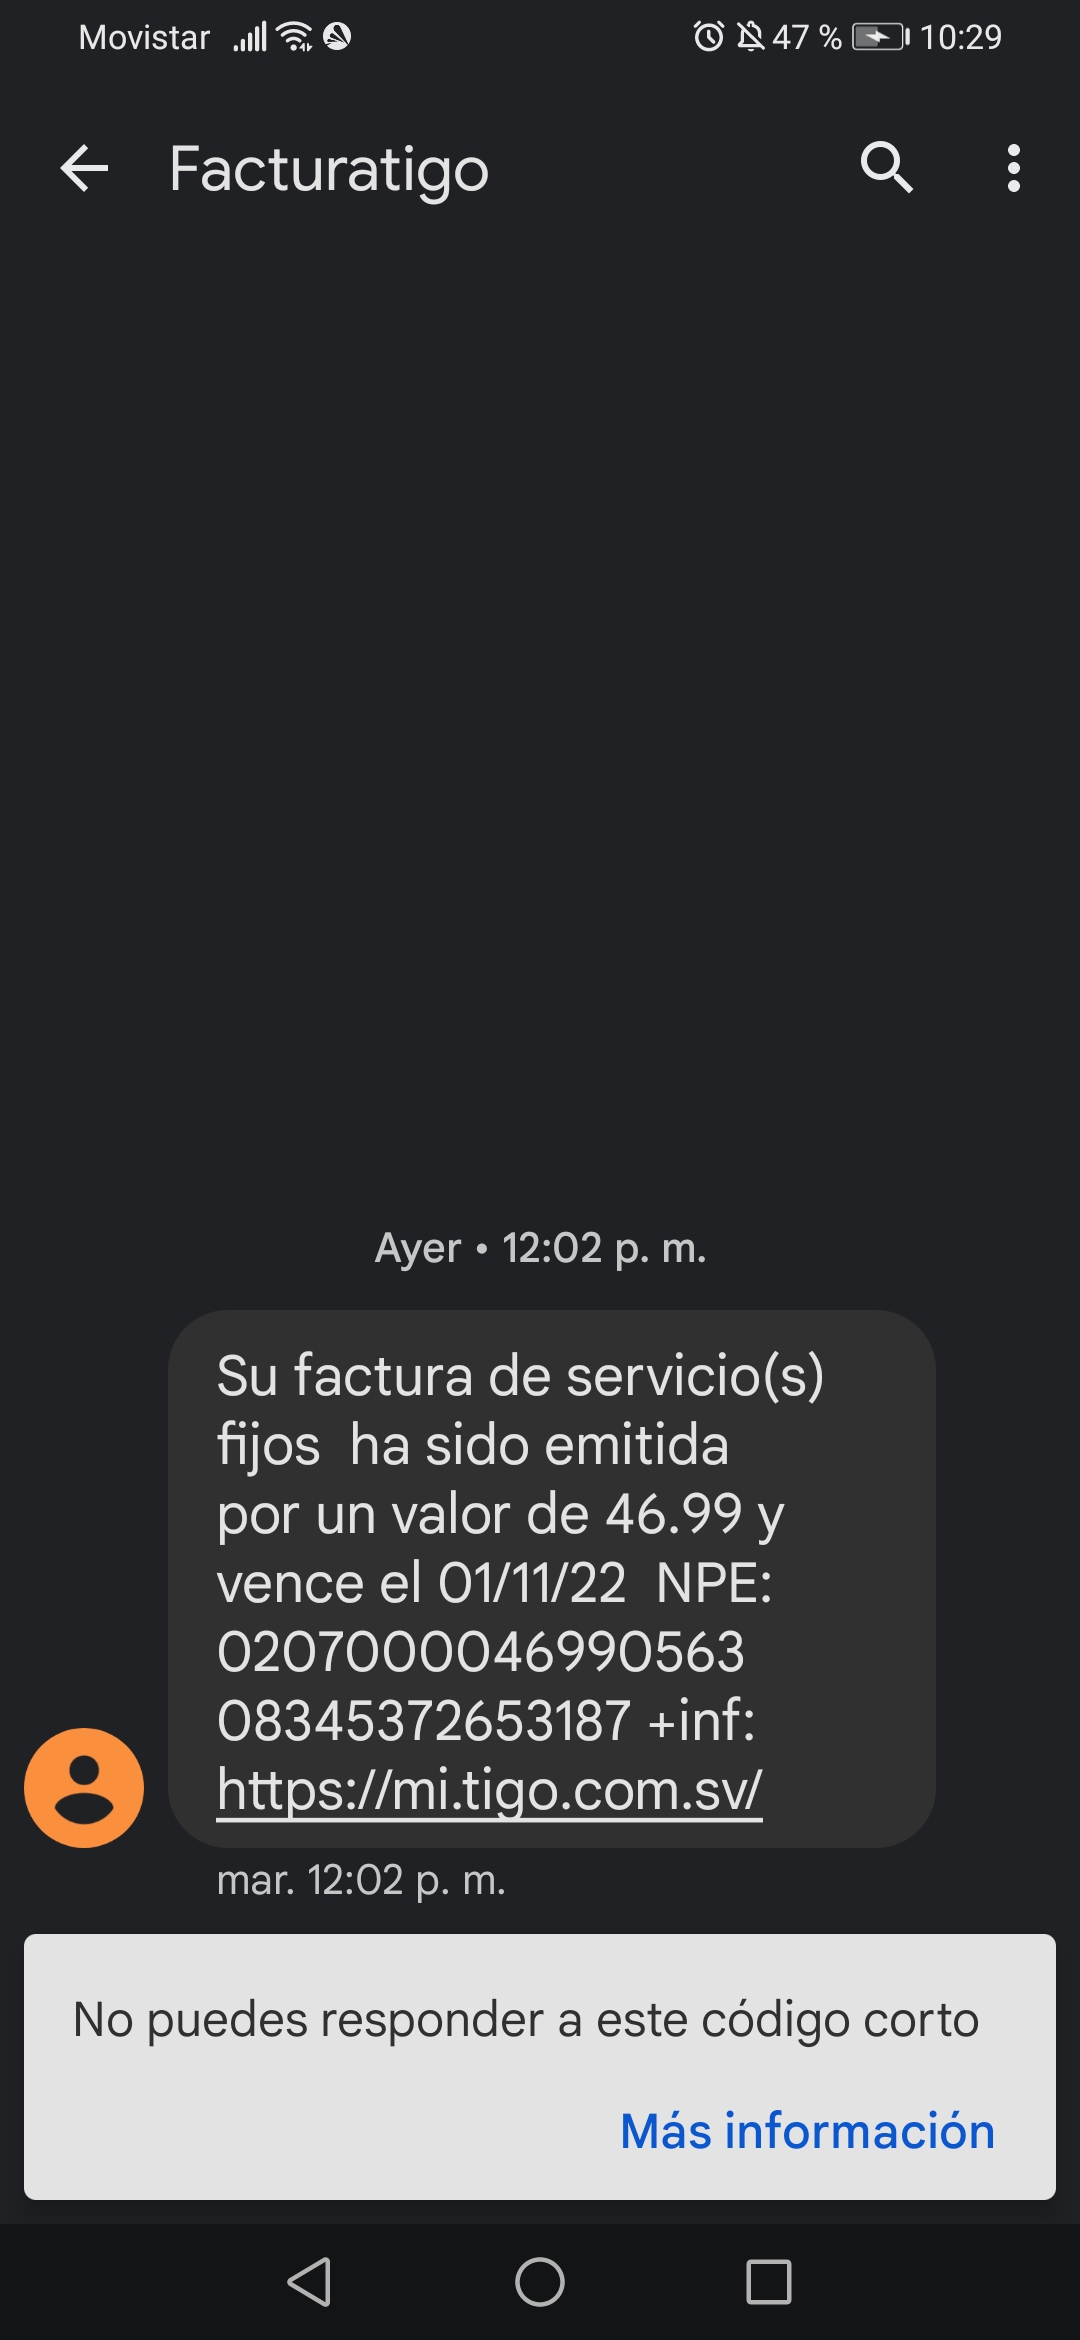 Movistar 47 % 10:29
Facturatigo
Ayer • 12:02 p. m.
Su factura de servicio(s)
fijos  ha sido emitida
por un valor de 46.99 y
vence el 01/11/22  NPE:
0207000046990563
08345372653187 +inf:
https://mi.tigo.com.sv/
mar. 12:02 p. m.
No puedes responder a este código corto
Más información